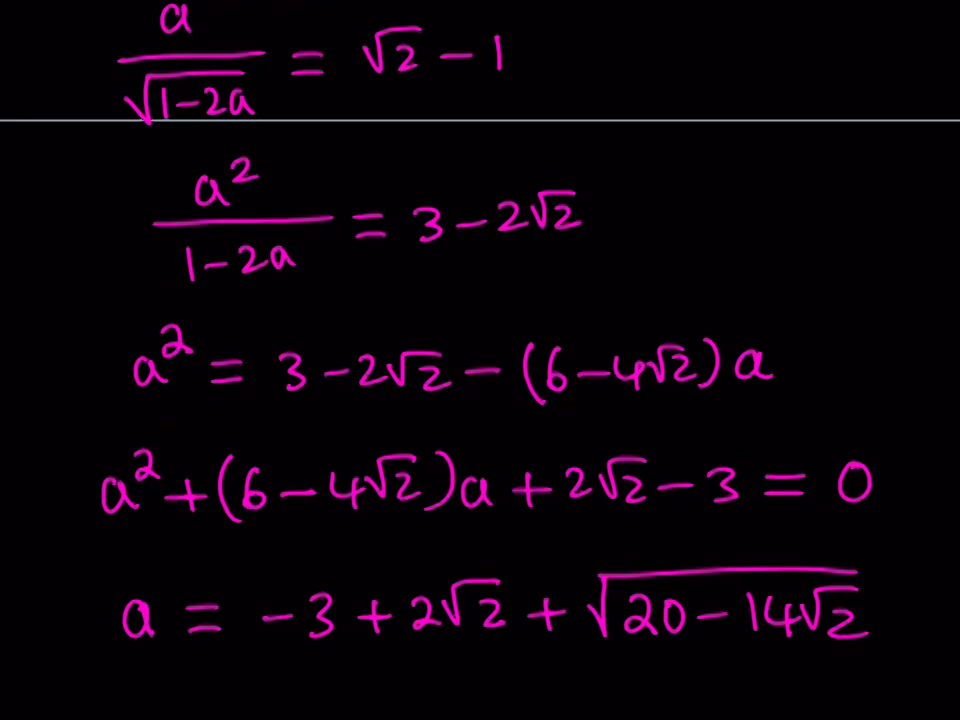 a/√(1-2a) = √2 - 1
a²/(1-2a) = 3 - 2√2
a² = 3 - 2√2 - (6 - 4√2)a
a² + (6 - 4√2)a + 2√2 - 3 = 0
a = -3 + 2√2 + √(20 - 14√2)